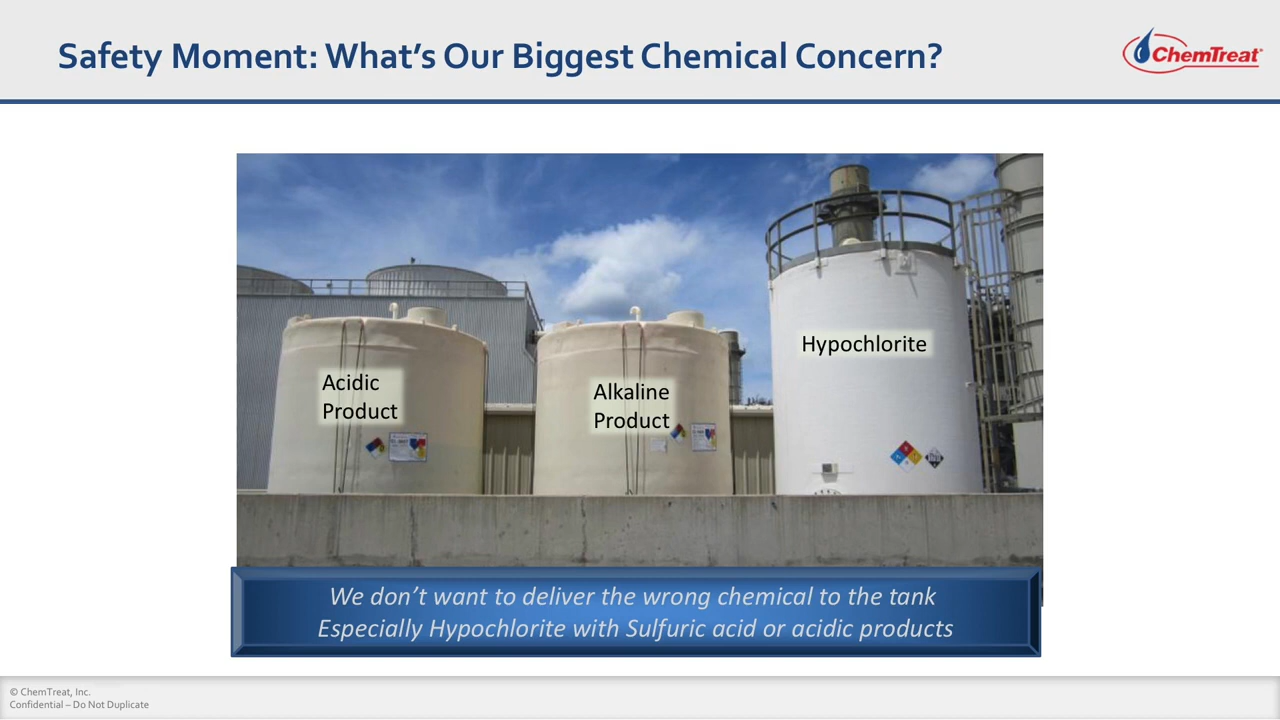 Safety Moment: What's Our Biggest Chemical Concern?
ChemTreat
Acidic
Product
Alkaline
Product
Hypochlorite
We don't want to deliver the wrong chemical to the tank
Especially Hypochlorite with Sulfuric acid or acidic products
© ChemTreat, Inc.
Confidential – Do Not Duplicate